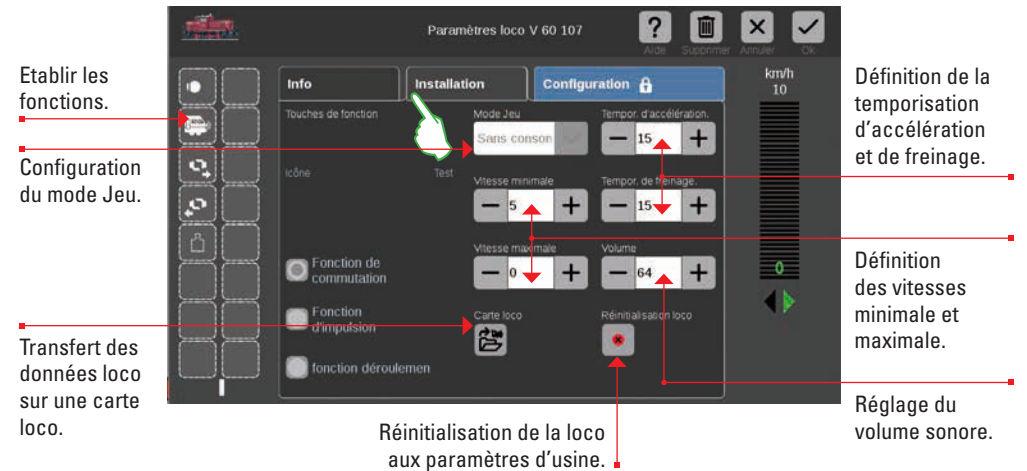 Paramètres loco V 60 107
?
Aide
Supprimer
Annuler
Ok
Etablir les
fonctions.
Configuration
du mode Jeu.
Transfert des
données loco
sur une carte
loco.
Info
Installation
Configuration
Touches de fonction
Icône
Test
Fonction de
commutation
Fonction
d'impulsion
fonction déroulemen
Mode Jeu
Sans conson
Tempor. d'accélération.
15
Vitesse minimale
5
Tempor. de freinage.
15
Vitesse maximale
0
Volume
64
Carte loco
Réinitialisation loco
km/h
10
0
Définition de la
temporisation
d'accélération
et de freinage.
Définition
des vitesses
minimale et
maximale.
Réglage du
volume sonore.
Réinitialisation de la loco
aux paramètres d'usine.